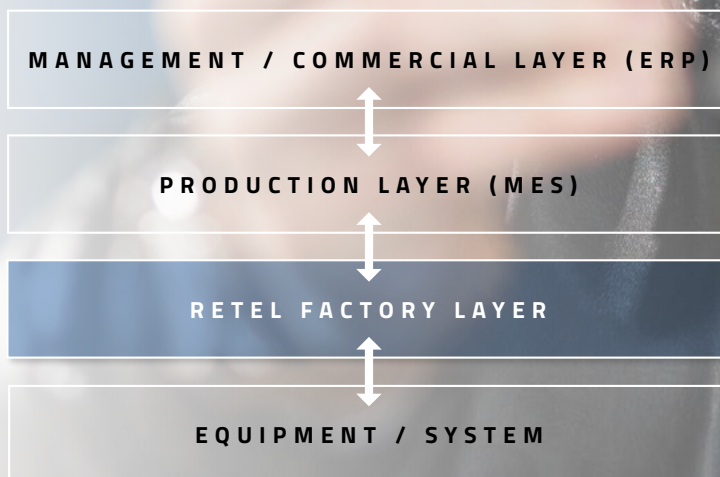 MANAGEMENT / COMMERCIAL LAYER (ERP)
PRODUCTION LAYER (MES)
RETEL FACTORY LAYER
EQUIPMENT / SYSTEM